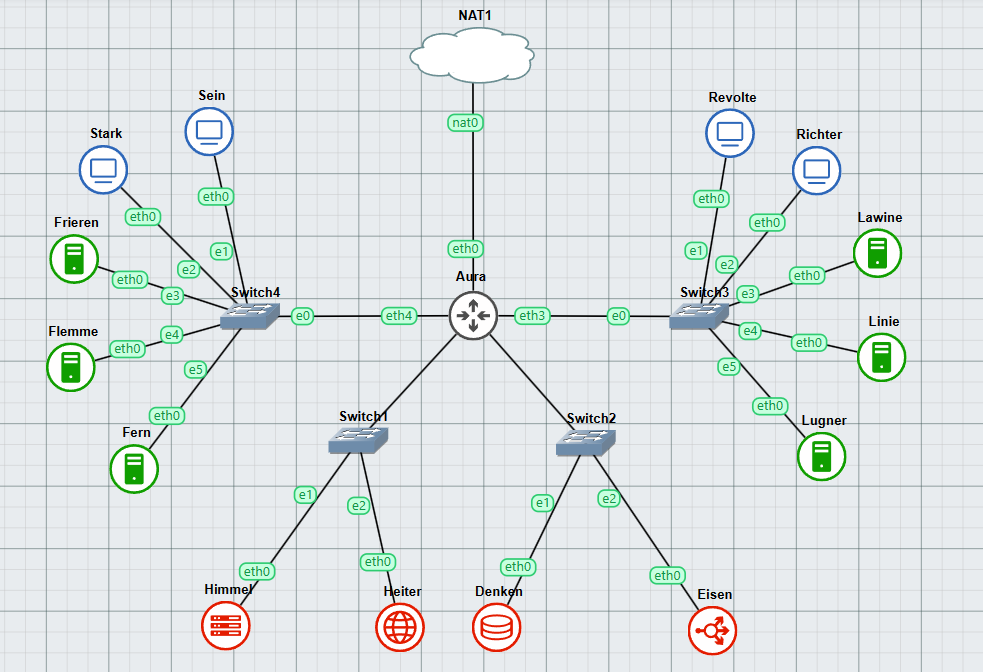 NAT1
nat0
eth0
Aura
Sein
eth0
e1
Stark
eth0
e2
Frieren
eth0
e3
Flemme
eth0
e4
Fern
eth0
e5
Switch4
e0
eth4
eth3
e0
Switch3
Revolte
eth0
e1
Richter
eth0
e2
Lawine
eth0
e3
Linie
eth0
e4
Lugner
eth0
e5
Switch1
e1
eth0
Himmel
e2
eth0
Heiter
Switch2
e1
eth0
Denken
e2
eth0
Eisen